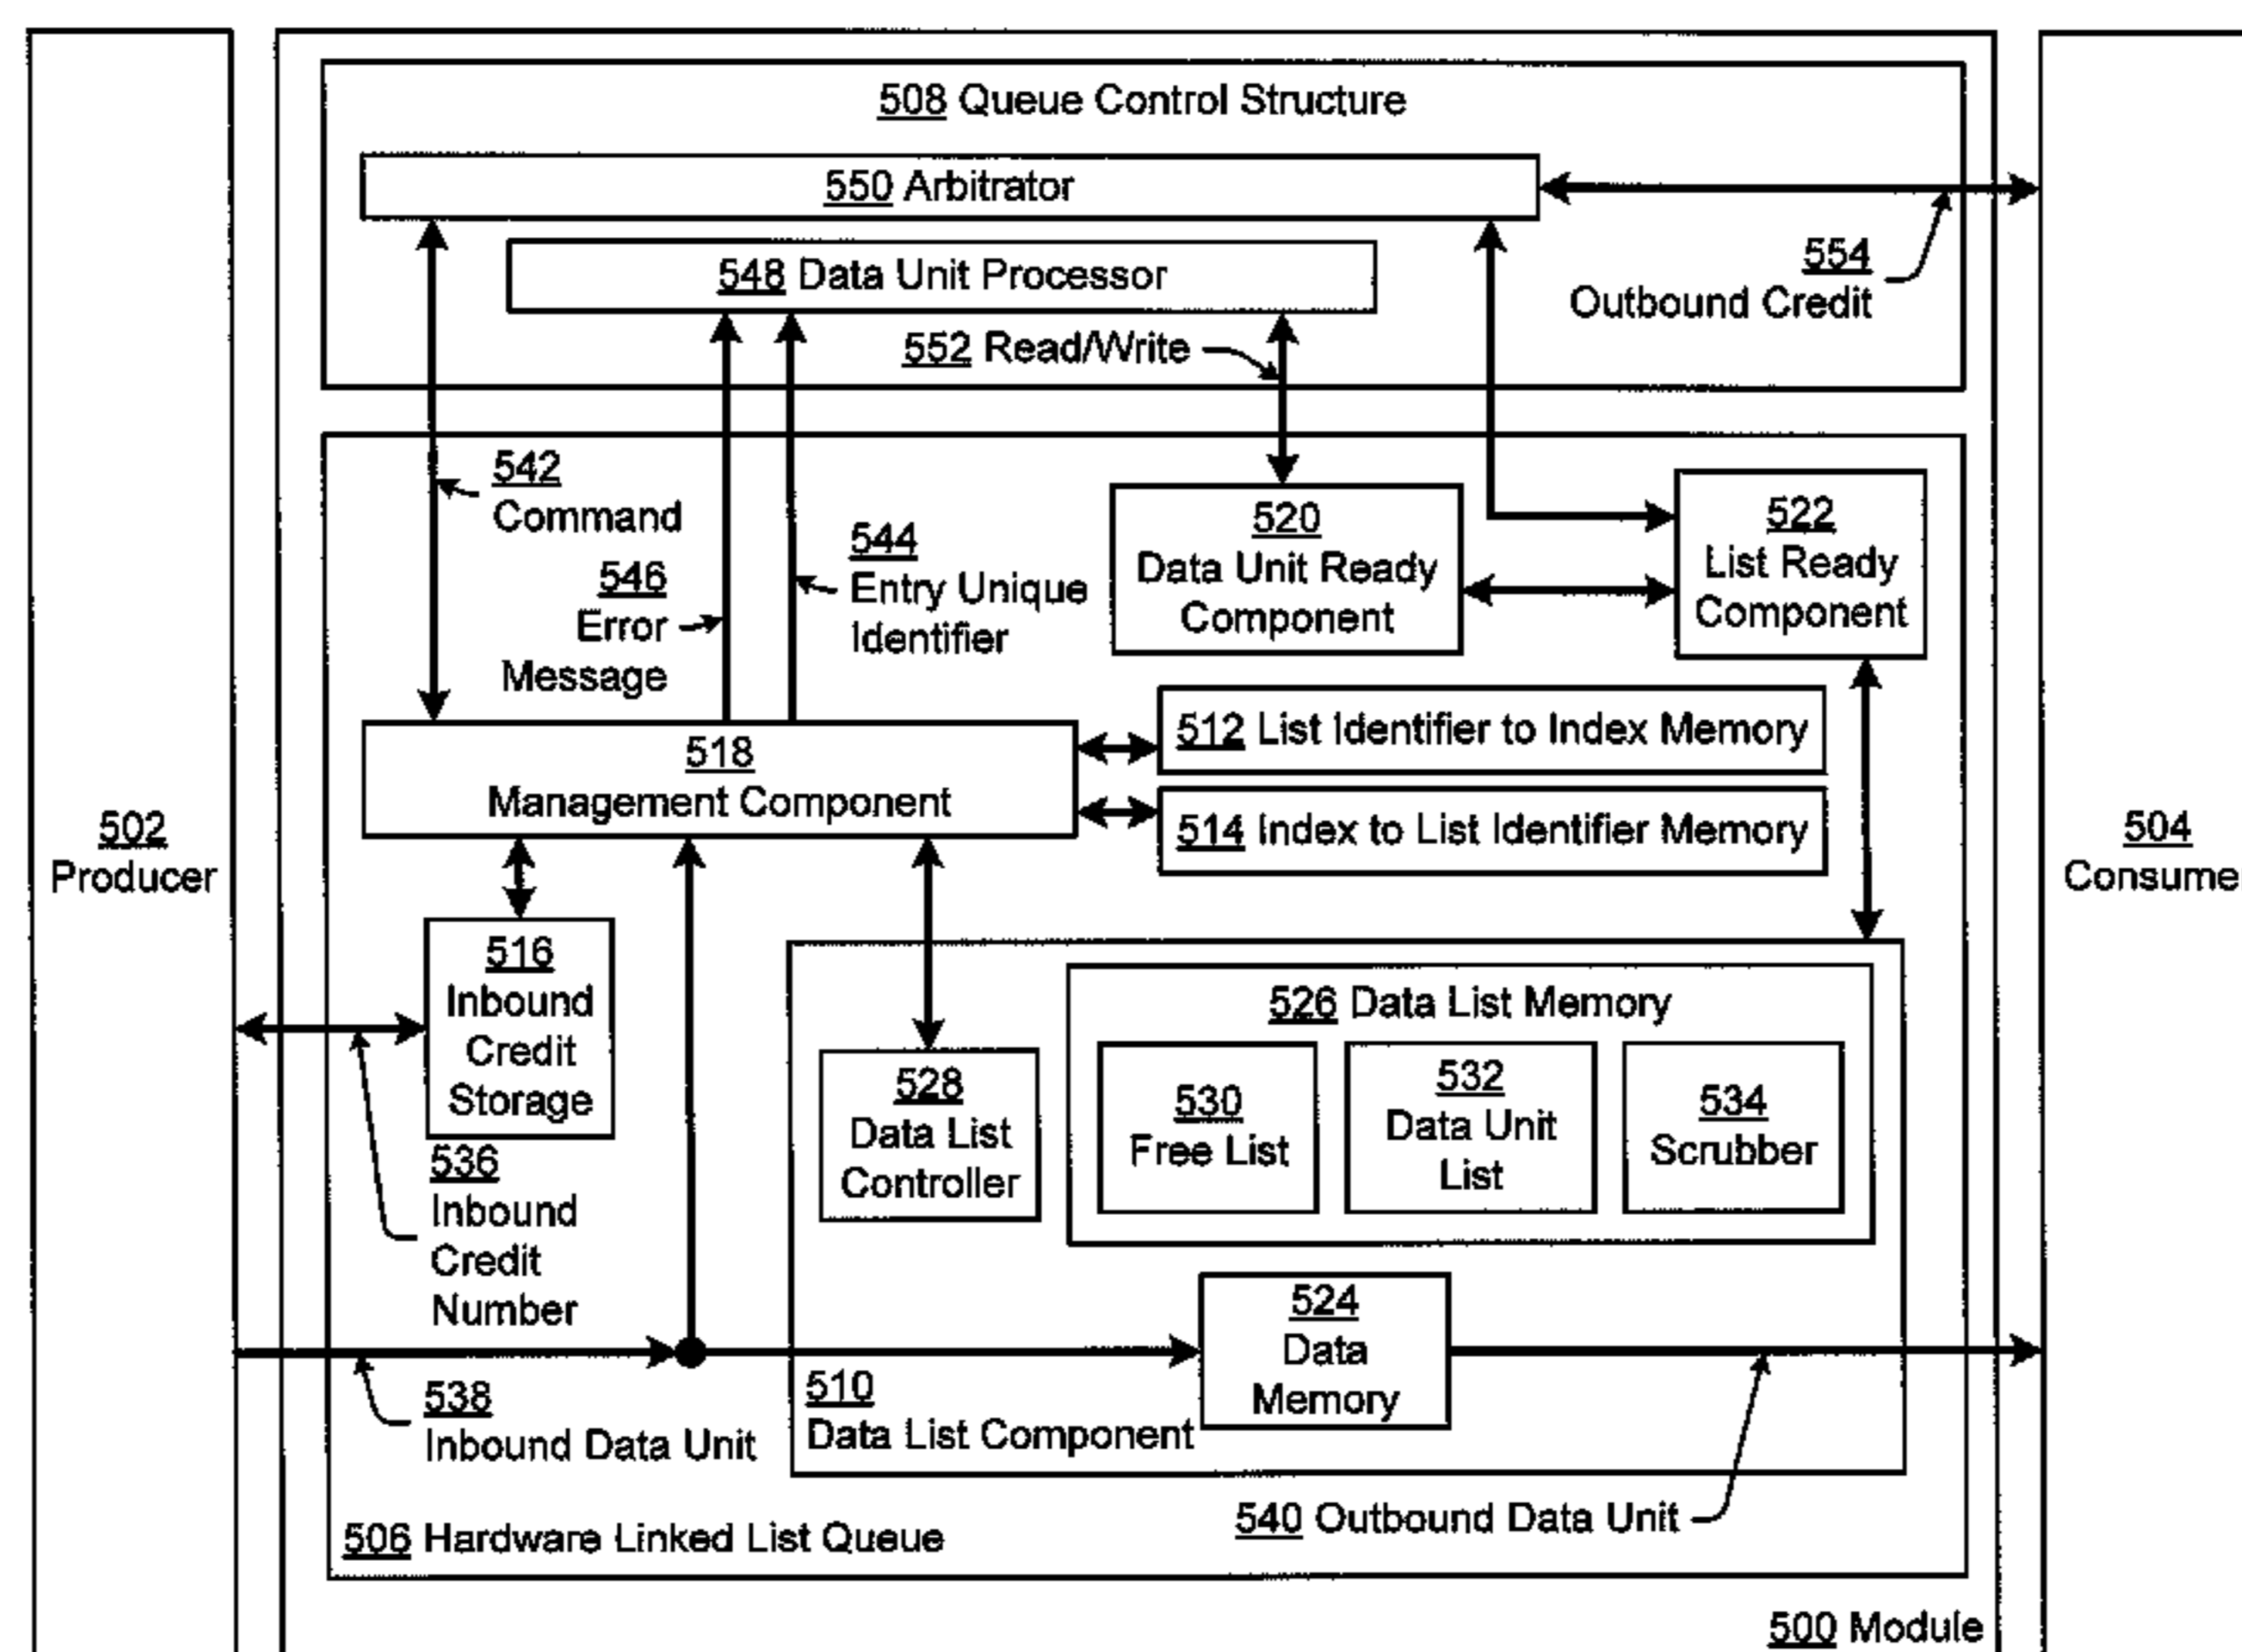 508 Queue Control Structure
550 Arbitrator
548 Data Unit Processor
554
Outbound Credit
552 Read/Write
542
Command
544
Entry Unique
Identifier
546
Error
Message
520
Data Unit Ready
Component
522
List Ready
Component
518
Management Component
512 List Identifier to Index Memory
514 Index to List Identifier Memory
502
Producer
504
Consumer
516
Inbound
Credit
Storage
526 Data List Memory
528
Data List
Controller
530
Free List
532
Data Unit
List
534
Scrubber
536
Inbound
Credit
Number
524
Data
Memory
538
Inbound Data Unit
510
Data List Component
540 Outbound Data Unit
506 Hardware Linked List Queue
500 Module